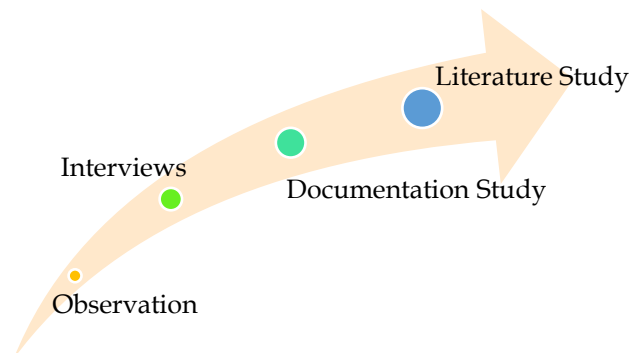 Literature Study
Interviews
Documentation Study
Observation